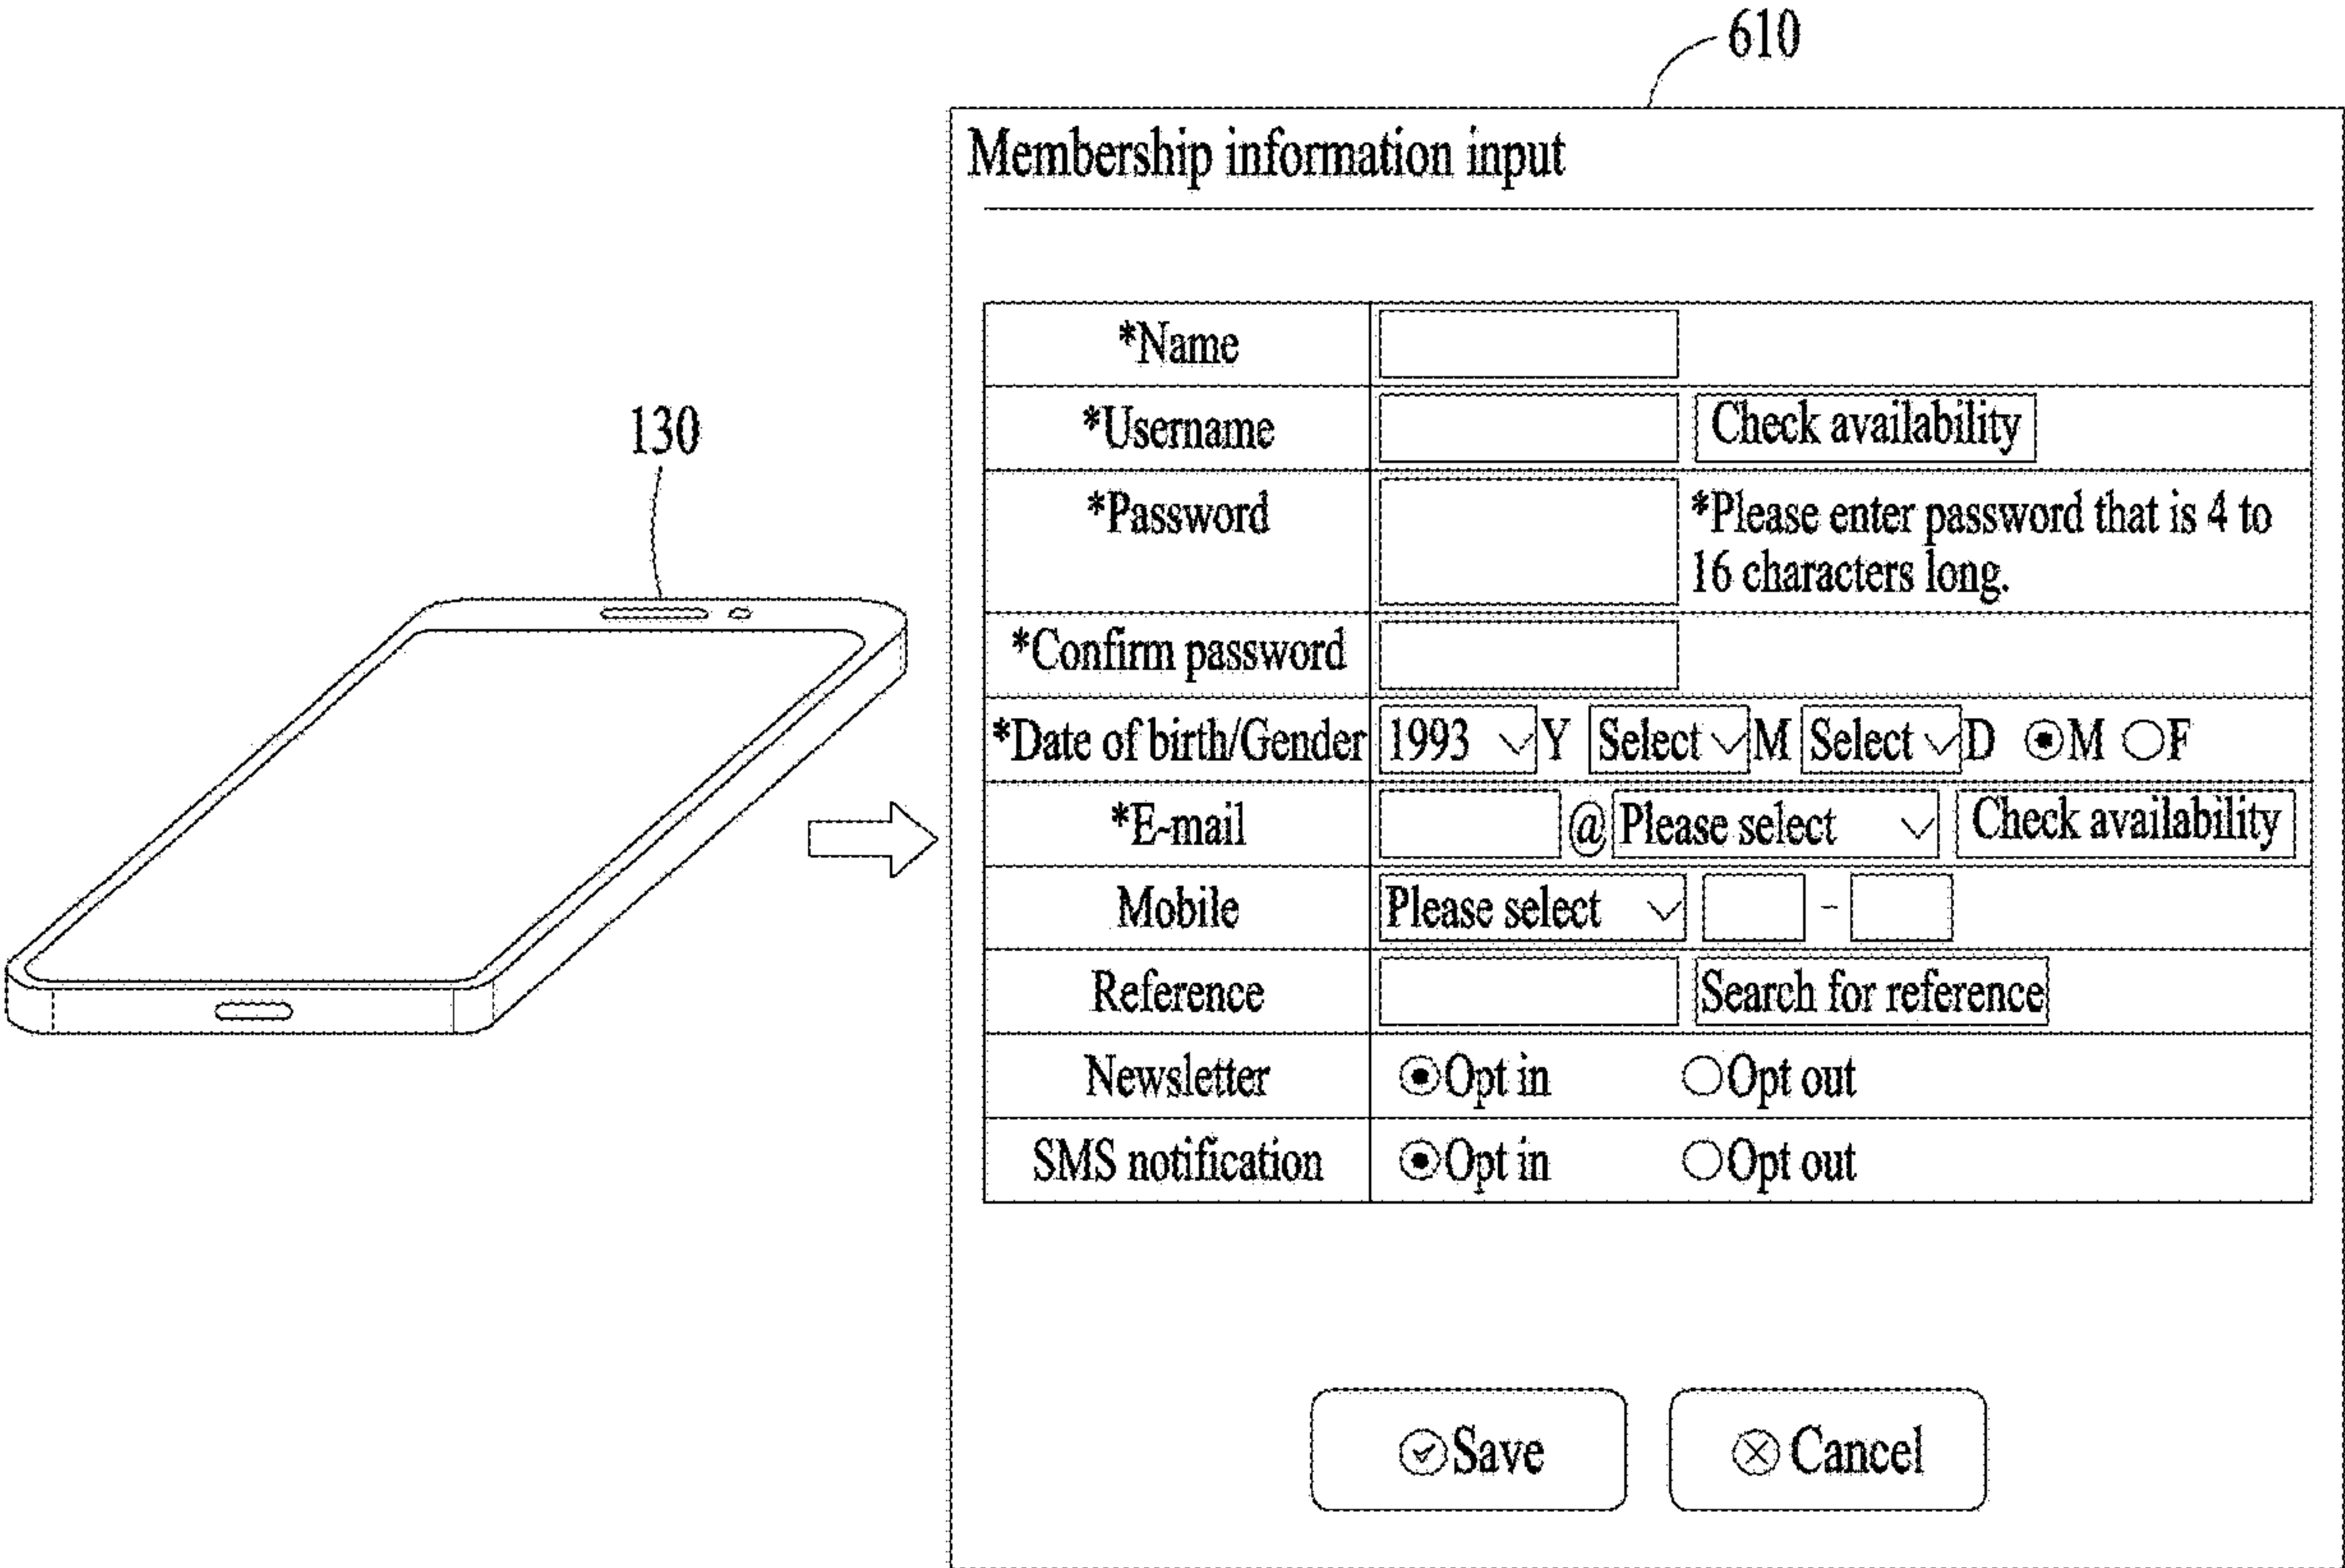 610
Membership information input
*Name
*Username Check availability
130
*Password *Please enter password that is 4 to
16 characters long.
*Confirm password
*Date of birth/Gender 1993 Y Select M Select D M F
*E-mail @ Please select Check availability
Mobile Please select -
Reference Search for reference
Newsletter Opt in Opt out
SMS notification Opt in Opt out
Save Cancel